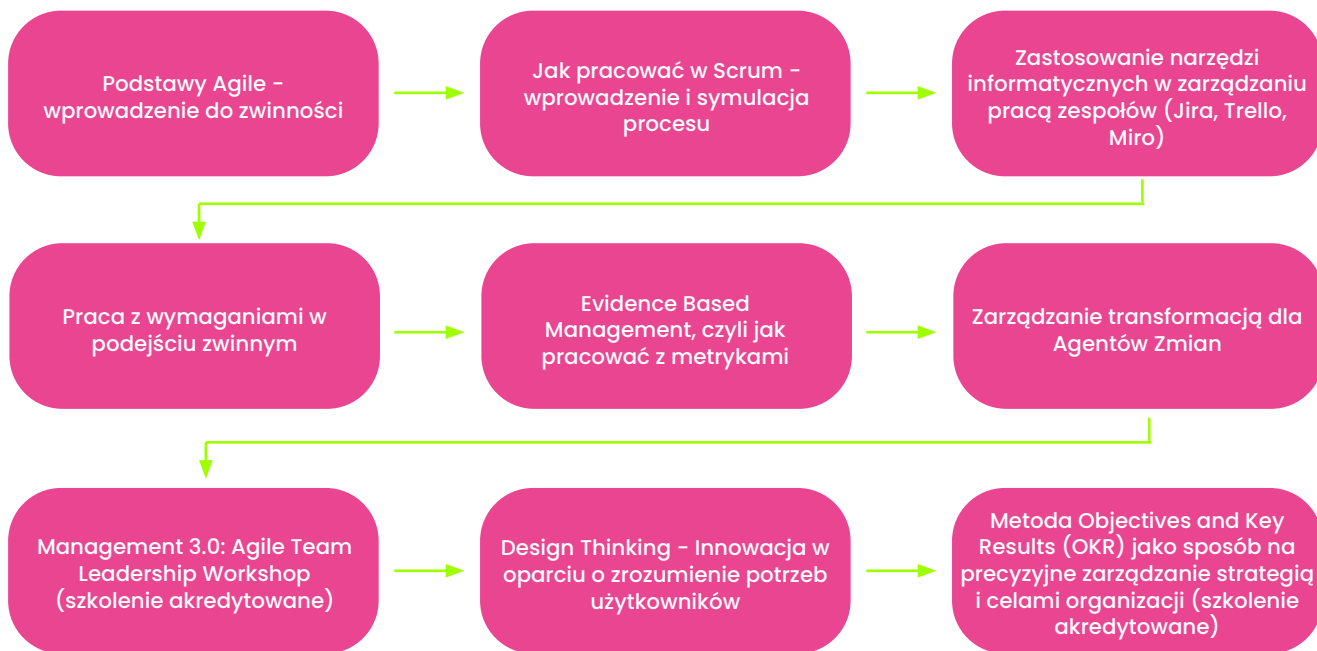 Podstawy Agile -
wprowadzenie do zwinności
Jak pracować w Scrum -
wprowadzenie i symulacja
procesu
Zastosowanie narzędzi
informatycznych w zarządzaniu
pracą zespołów (Jira, Trello,
Miro)
Praca z wymaganiami w
podejściu zwinnym
Evidence Based
Management, czyli jak
pracować z metrykami
Zarządzanie transformacją dla
Agentów Zmian
Management 3.0: Agile Team
Leadership Workshop
(szkolenie akredytowane)
Design Thinking - Innowacja w
oparciu o zrozumienie potrzeb
użytkowników
Metoda Objectives and Key
Results (OKR) jako sposób na
precyzyjne zarządzanie strategią
i celami organizacji (szkolenie
akredytowane)